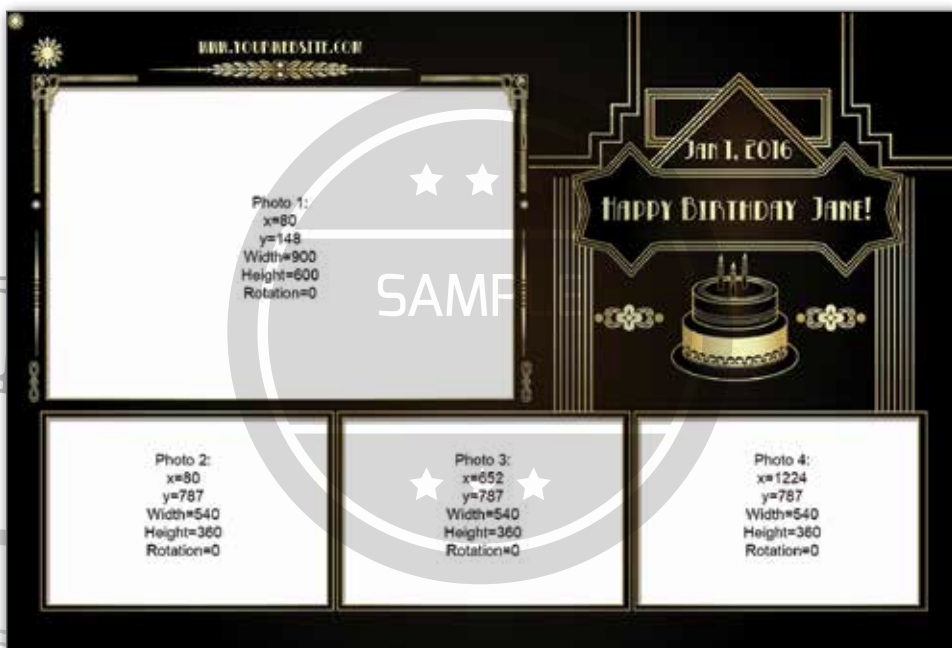 WWW.YOURWEBSITE.COM
Jan 1, 2016
Happy Birthday Jane!
Photo 1:
x=80
y=148
Width=900
Height=600
Rotation=0
SAMPLE
Photo 2:
x=80
y=787
Width=540
Height=360
Rotation=0
Photo 3:
x=652
y=787
Width=540
Height=360
Rotation=0
Photo 4:
x=1224
y=787
Width=540
Height=360
Rotation=0